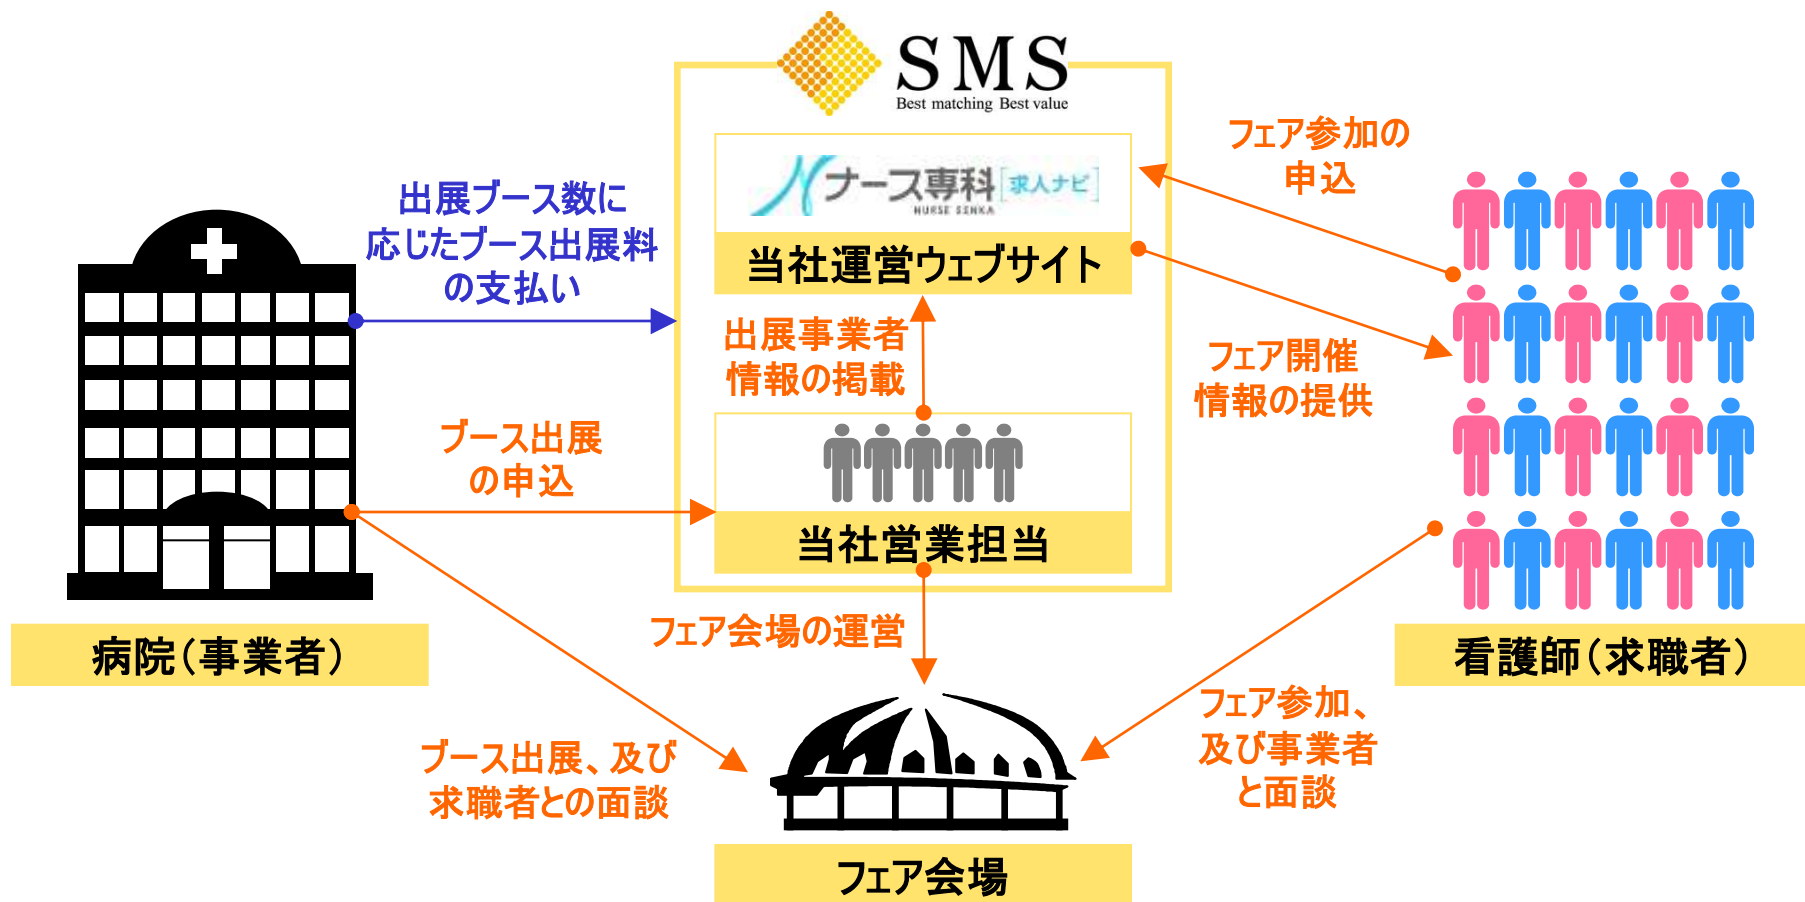 SMS
Best matching Best value
ナース専科[求人ナビ]
NURSE SENKA
当社運営ウェブサイト
出展ブース数に
応じたブース出展料
の支払い
フェア参加の
申込
出展事業者
情報の掲載
フェア開催
情報の提供
ブース出展
の申込
当社営業担当
フェア会場の運営
病院(事業者)
看護師(求職者)
ブース出展、及び
求職者との面談
フェア参加、
及び事業者
と面談
フェア会場